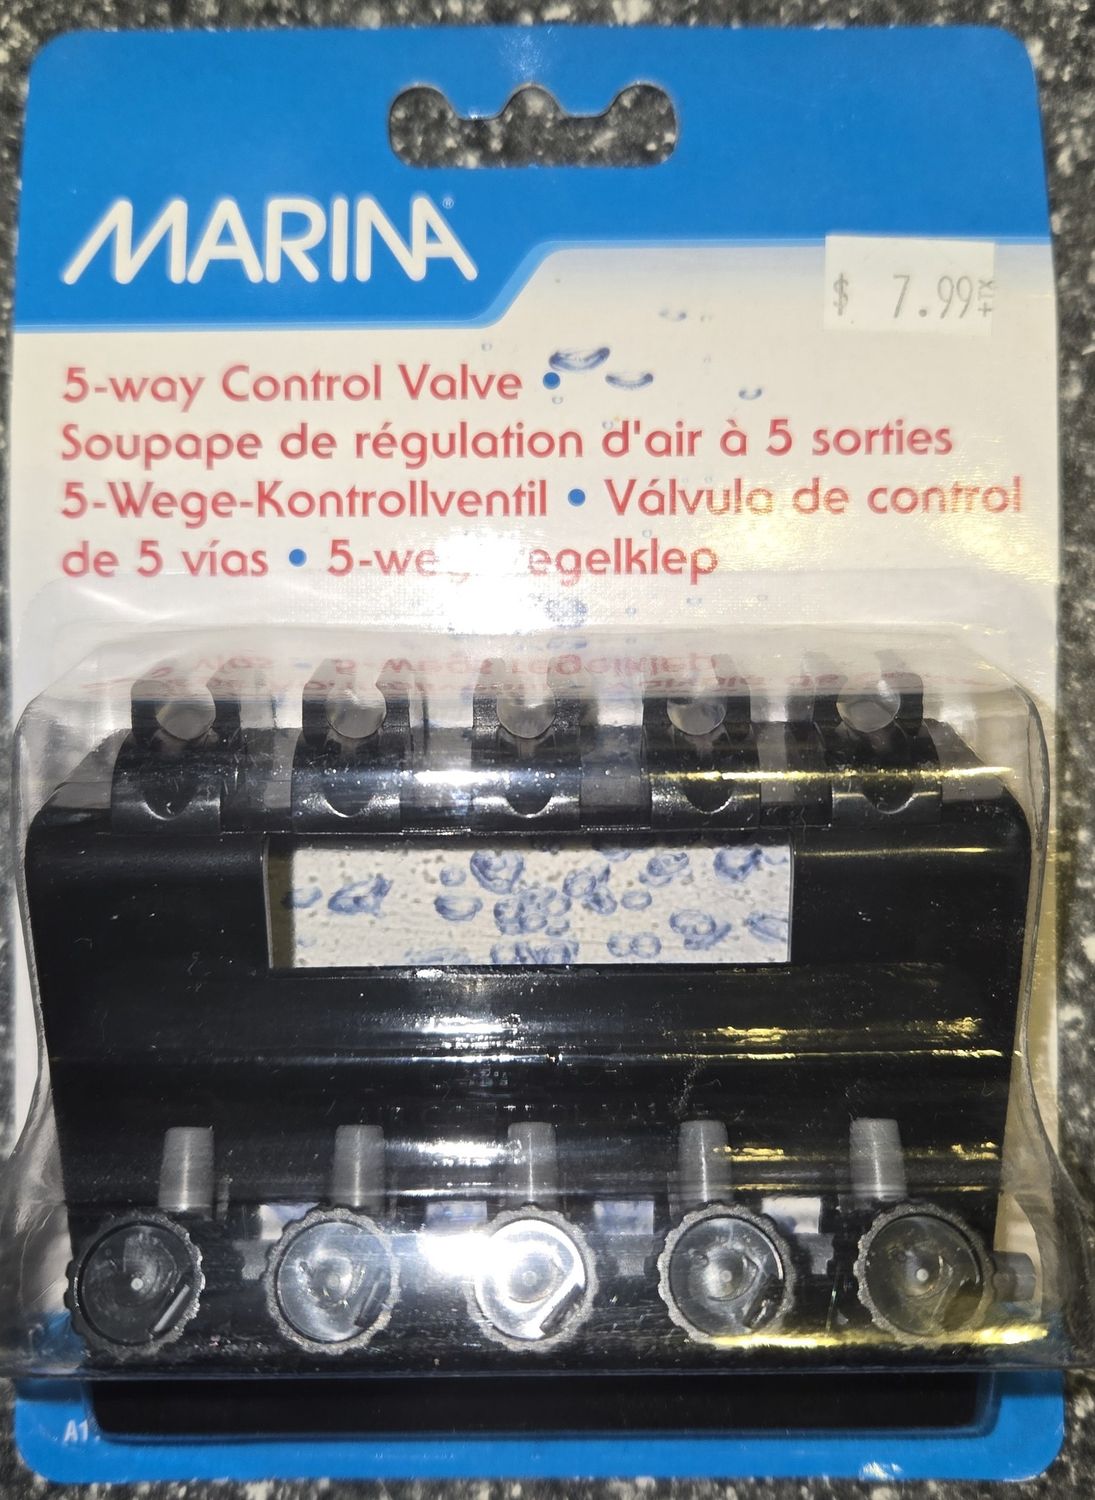 MARINA®
$ 7.99
5-way Control Valve •
Soupape de régulation d'air à 5 sorties
5-Wege-Kontrollventil • Válvula de control
de 5 vías •